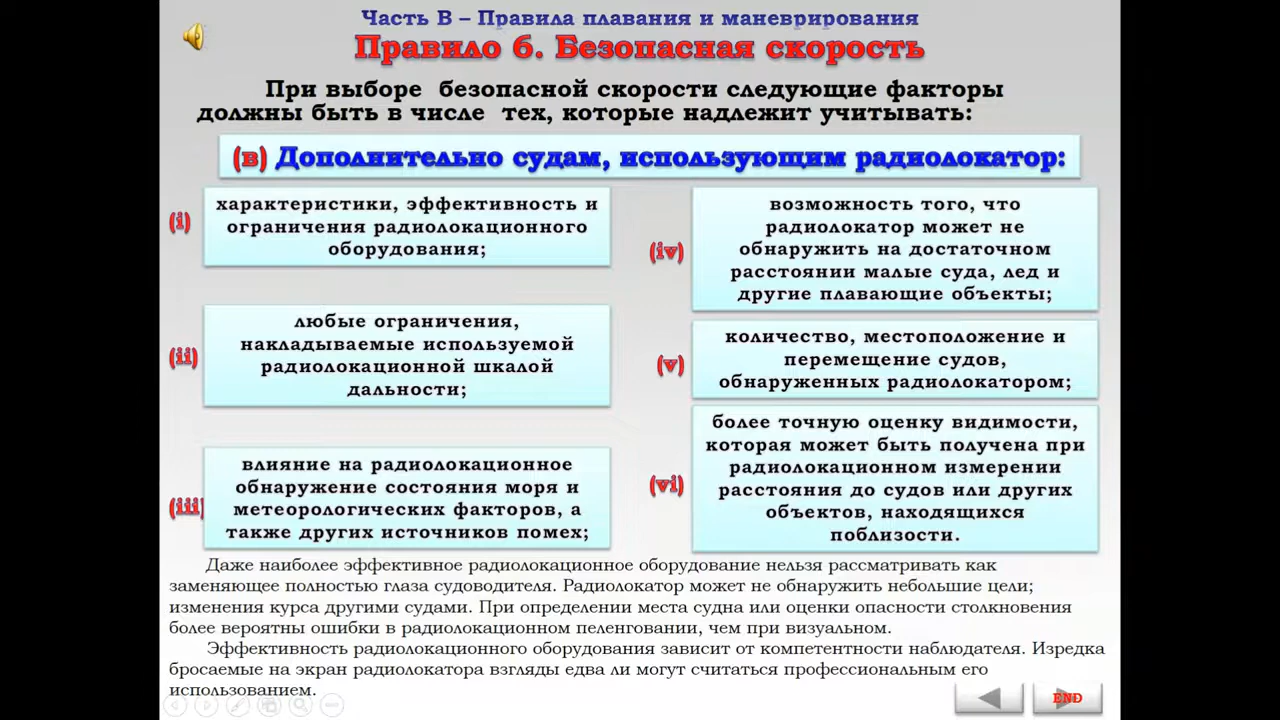 Часть В – Правила плавания и маневрирования
Правило 6. Безопасная скорость
При выборе безопасной скорости следующие факторы
должны быть в числе тех, которые надлежит учитывать:
(в) Дополнительно судам, использующим радиолокатор:
(i)
характеристики, эффективность и
ограничения радиолокационного
оборудования;
(ii)
любые ограничения,
накладываемые используемой
радиолокационной шкалой
дальности;
(iii)
влияние на радиолокационное
обнаружение состояния моря и
метеорологических факторов, а
также других источников помех;
(iv)
возможность того, что
радиолокатор может не
обнаружить на достаточном
расстоянии малые суда, лед и
другие плавающие объекты;
(v)
количество, местоположение и
перемещение судов,
обнаруженных радиолокатором;
(vi)
более точную оценку видимости,
которая может быть получена при
радиолокационном измерении
расстояния до судов или других
объектов, находящихся
поблизости.
Даже наиболее эффективное радиолокационное оборудование нельзя рассматривать как
заменяющее полностью глаза судоводителя. Радиолокатор может не обнаружить небольшие цели;
изменения курса другими судами. При определении места судна или оценки опасности столкновения
более вероятны ошибки в радиолокационном пеленговании, чем при визуальном.
Эффективность радиолокационного оборудования зависит от компетентности наблюдателя. Изредка
бросаемые на экран радиолокатора взгляды едва ли могут считаться профессиональным его
использованием.
END